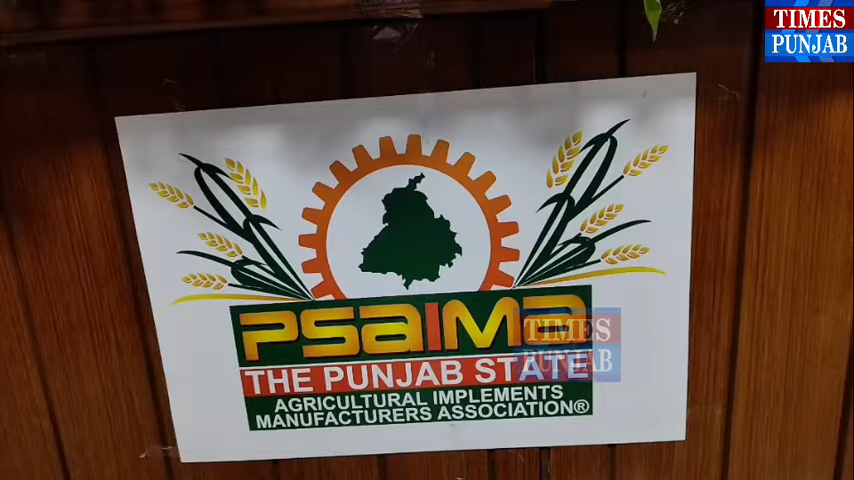 TIMES
PUNJAB
PSAIMA
THE PUNJAB STATE
AGRICULTURAL IMPLEMENTS
MANUFACTURERS ASSOCIATION®
TIMES
PUNJAB